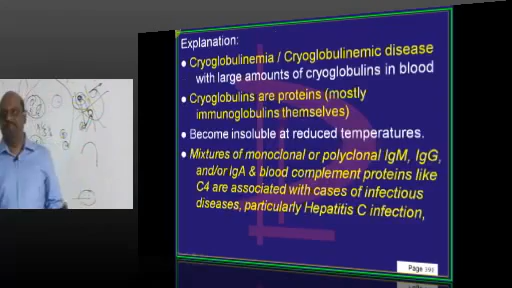 Explanation:
● Cryoglobulinemia / Cryoglobulinemic disease
with large amounts of cryoglobulins in blood
● Cryoglobulins are proteins (mostly
immunoglobulins themselves)
● Become insoluble at reduced temperatures.
● Mixtures of monoclonal or polyclonal IgM, IgG,
and/or IgA & blood complement proteins like
C4 are associated with cases of infectious
diseases, particularly Hepatitis C infection,
Page 191